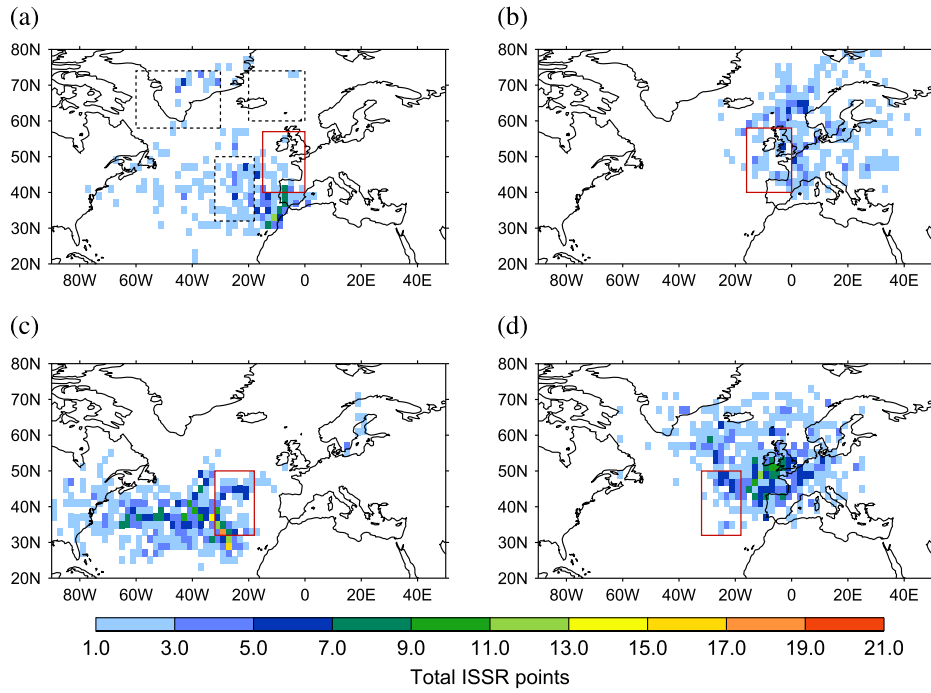 (a)
(b)
80N
70N
60N
50N
40N
30N
20N
80W 60W 40W 20W 0 20E 40E
80N
70N
60N
50N
40N
30N
20N
80W 60W 40W 20W 0 20E 40E
(c)
(d)
80N
70N
60N
50N
40N
30N
20N
80W 60W 40W 20W 0 20E 40E
80N
70N
60N
50N
40N
30N
20N
80W 60W 40W 20W 0 20E 40E
1.0 3.0 5.0 7.0 9.0 11.0 13.0 15.0 17.0 19.0 21.0
Total ISSR points